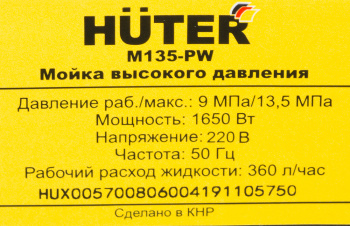 HÜTER
M135-PW
Мойка высокого давления
Давление раб./макс.: 9 МПа/13,5 МПа
Мощность: 1650 Вт
Напряжение: 220 В
Частота: 50 Гц
Рабочий расход жидкости: 360 л/час
HUX005700806004191105750
Сделано в КНР